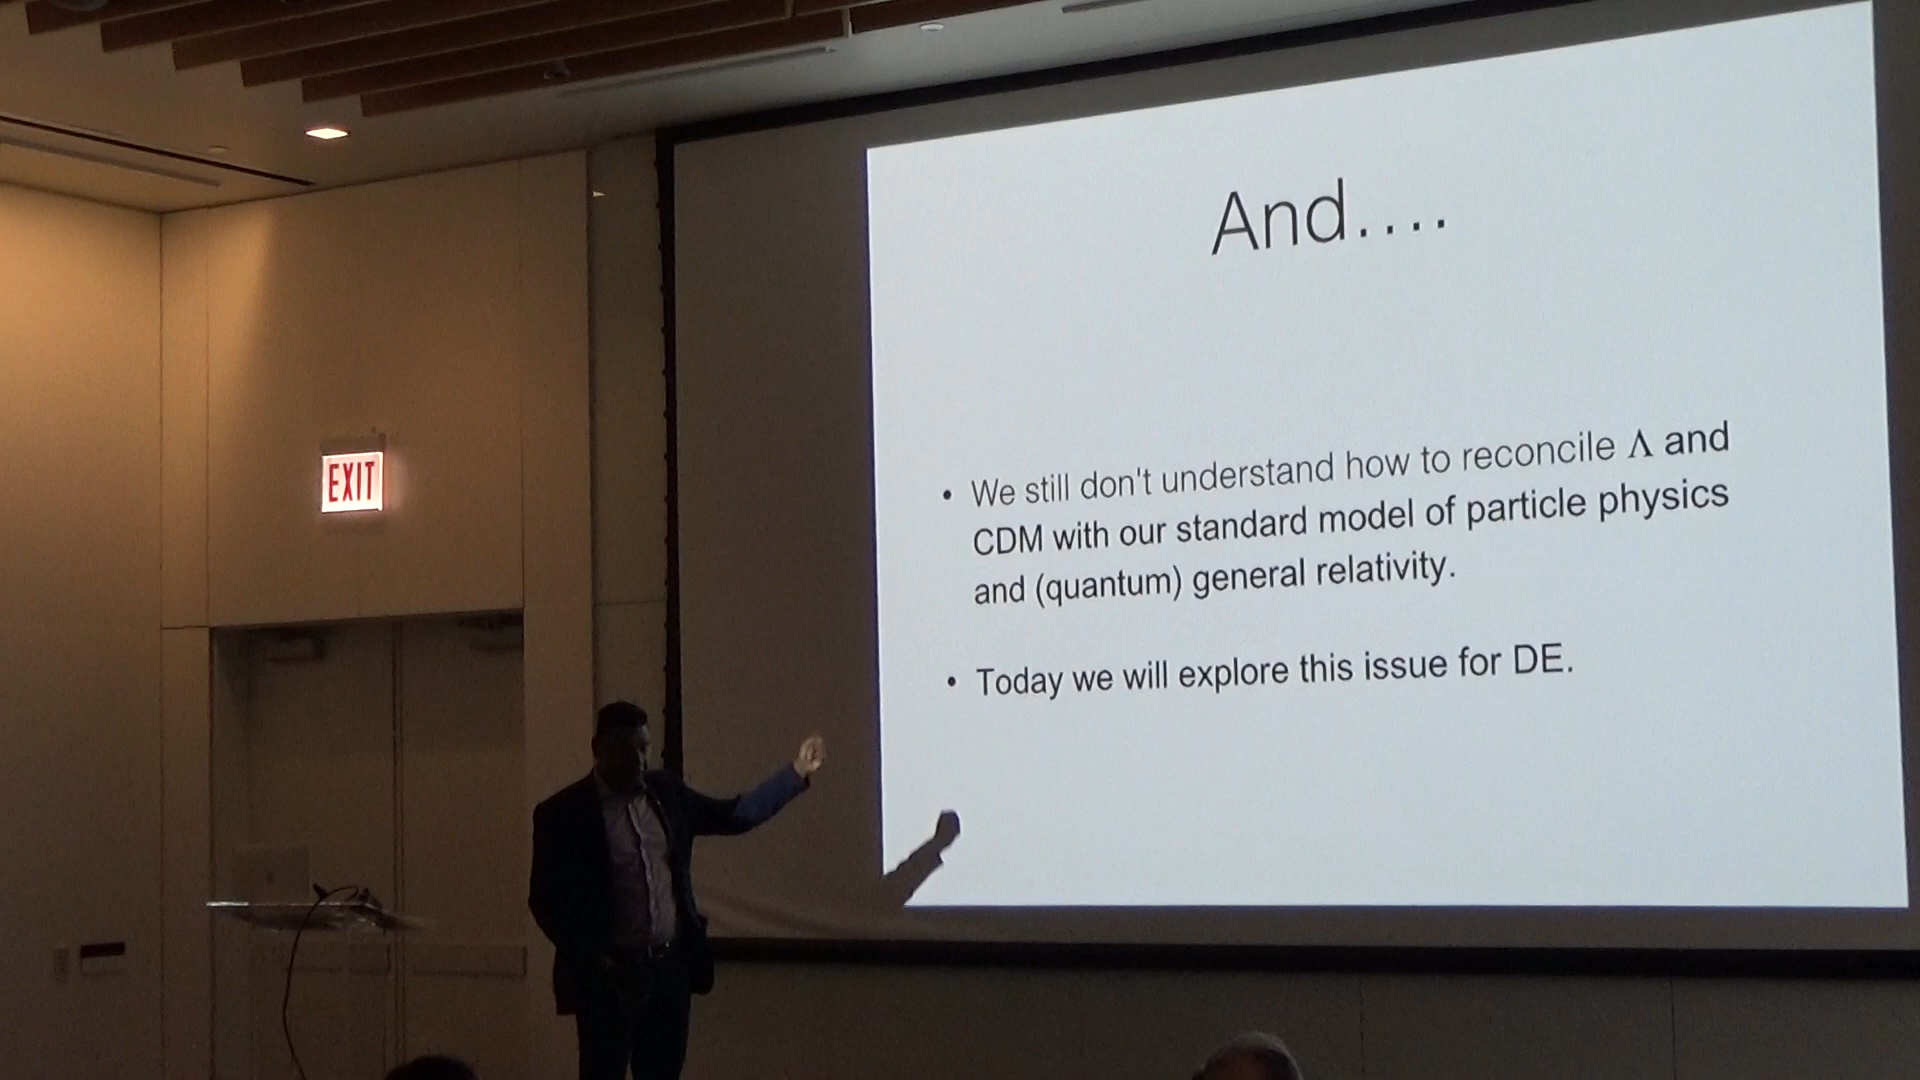 And....
EXIT
• We still don't understand how to reconcile Λ and
CDM with our standard model of particle physics
and (quantum) general relativity.
• Today we will explore this issue for DE.